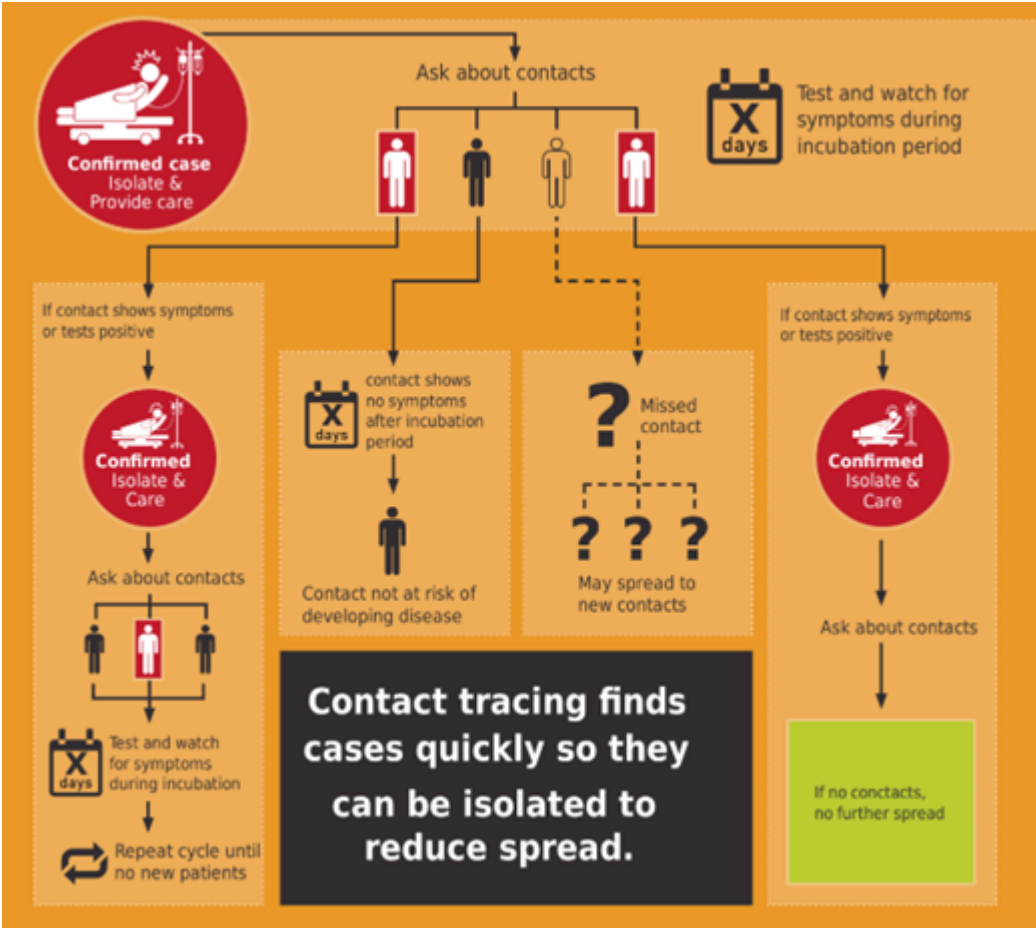 Confirmed case
Isolate &
Provide care
Ask about contacts
X
days
Test and watch for
symptoms during
incubation period
If contact shows symptoms
or tests positive
Confirmed
Isolate &
Care
Ask about contacts
X
days
Test and watch
for symptoms
during incubation
Repeat cycle until
no new patients
X
days
contact shows
no symptoms
after incubation
period
Contact not at risk of
developing disease
?
Missed
contact
? ? ?
May spread to
new contacts
If contact shows symptoms
or tests positive
Confirmed
Isolate &
Care
Ask about contacts
If no conctacts,
no further spread
Contact tracing finds
cases quickly so they
can be isolated to
reduce spread.